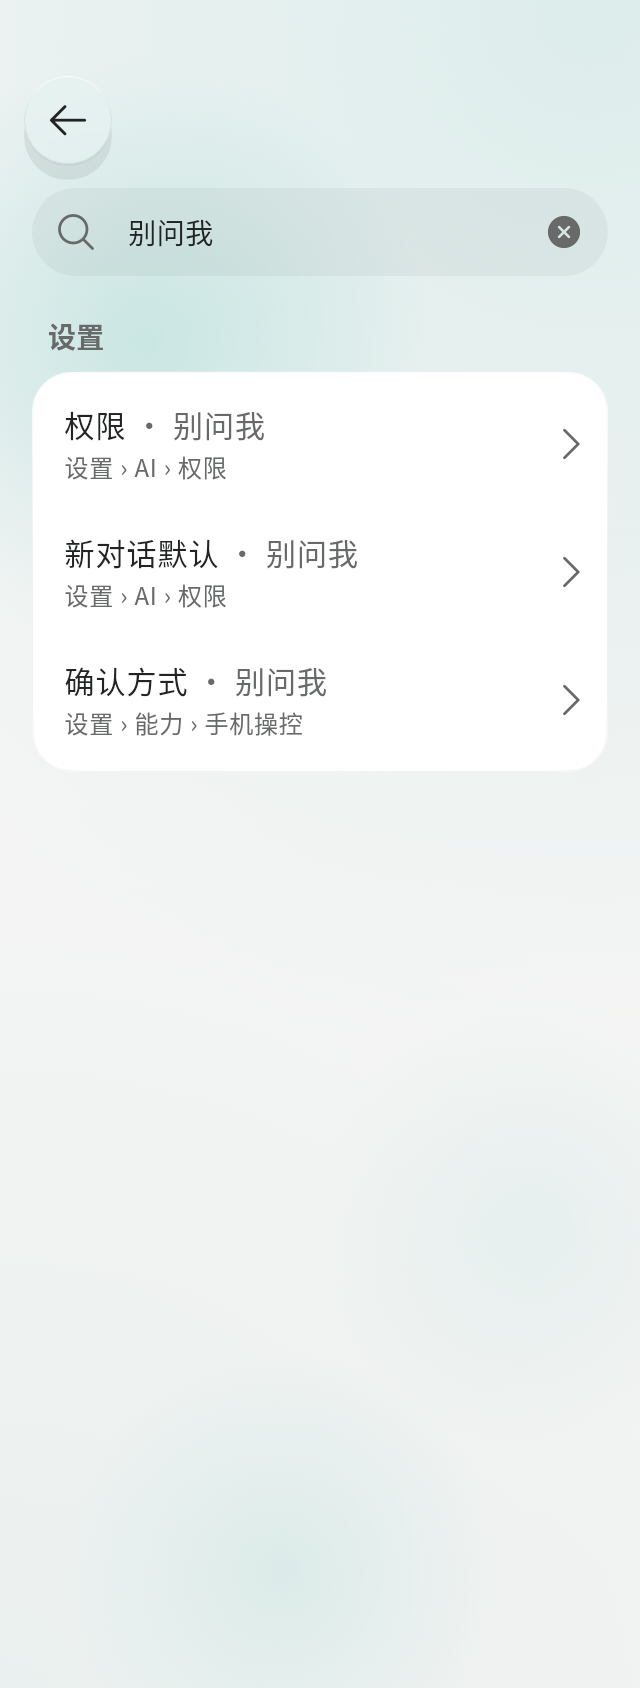 别问我
设置
权限 · 别问我
设置 › AI › 权限
新对话默认 · 别问我
设置 › AI › 权限
确认方式 · 别问我
设置 › 能力 › 手机操控